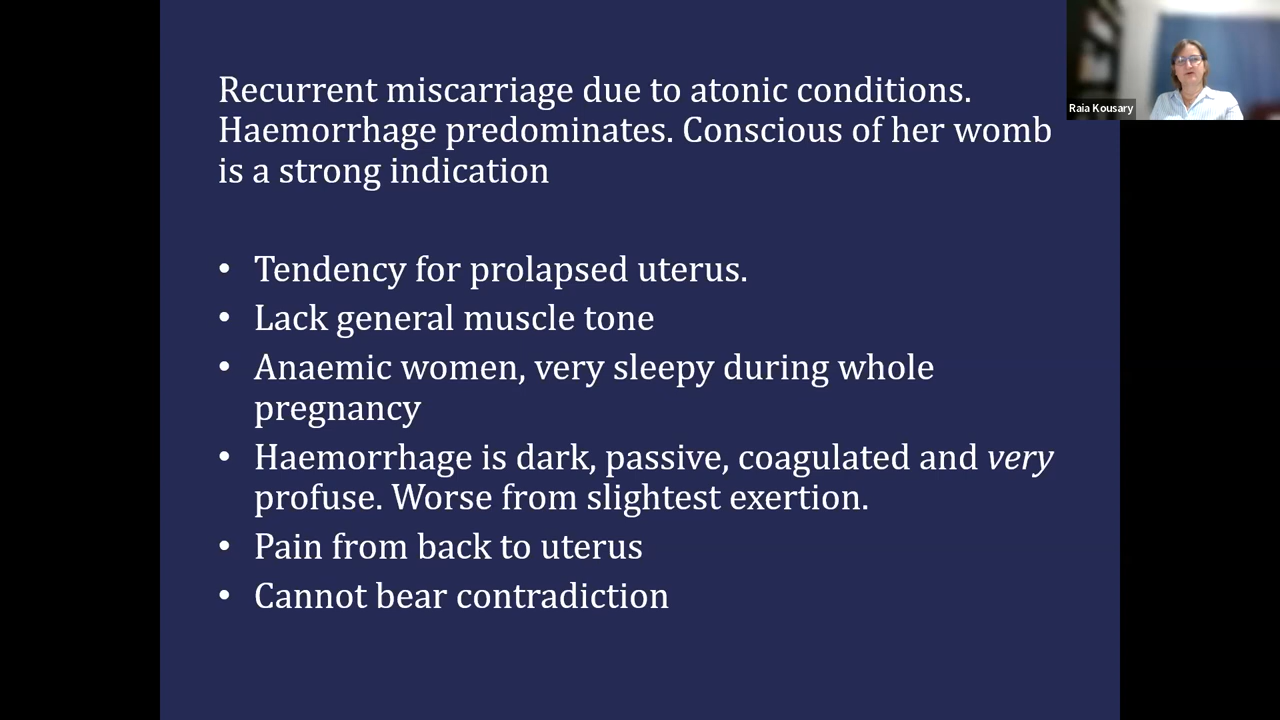 Recurrent miscarriage due to atonic conditions.
Haemorrhage predominates. Conscious of her womb
is a strong indication
• Tendency for prolapsed uterus.
• Lack general muscle tone
• Anaemic women, very sleepy during whole
pregnancy
• Haemorrhage is dark, passive, coagulated and very
profuse. Worse from slightest exertion.
• Pain from back to uterus
• Cannot bear contradiction
Raia Kousary